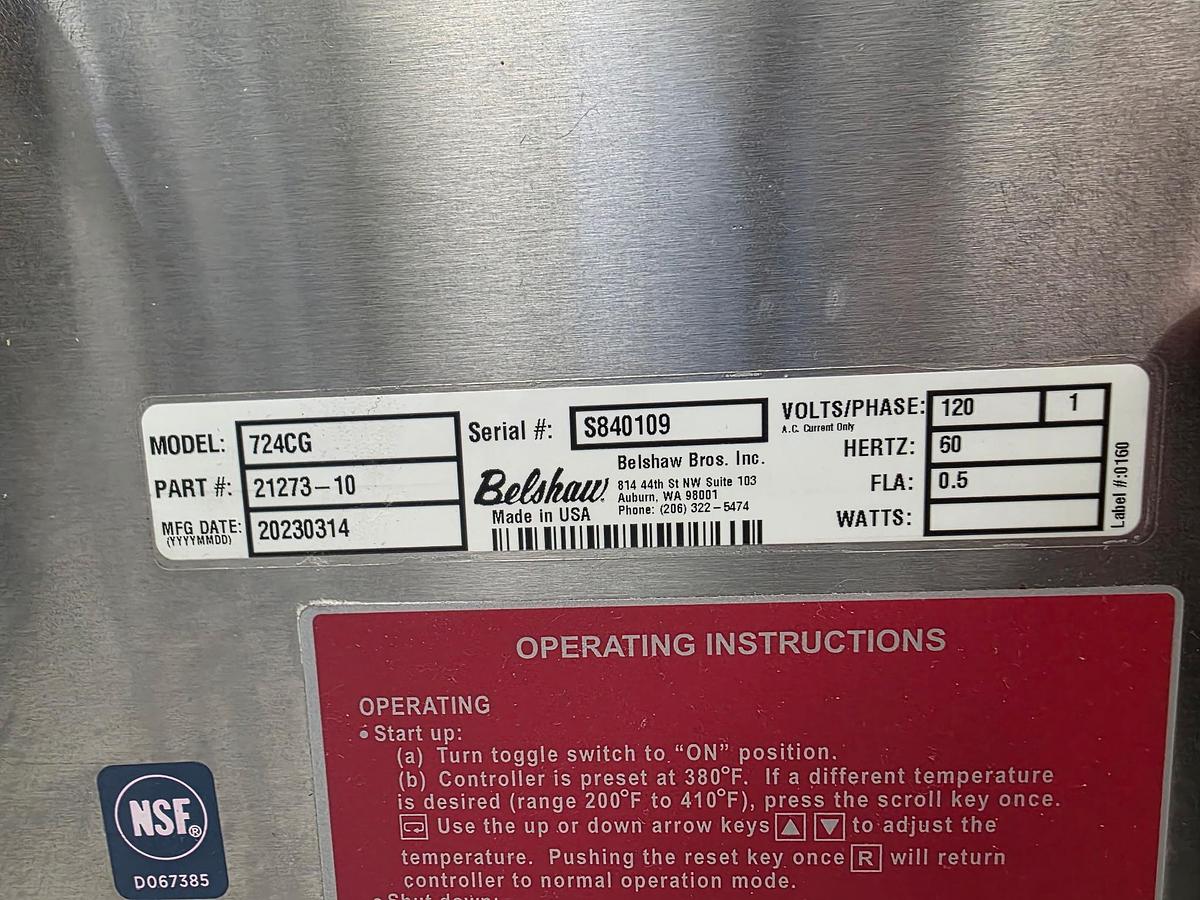 MODEL: 724CG
PART #: 21273-10
MFG DATE: 20230314
(YYYYMMDD)
Serial #: S840109
Belshaw Bros. Inc.
Belshaw
814 44th St NW Suite 103
Auburn, WA 98001
Phone: (206) 322-5474
Made in USA
VOLTS/PHASE: 120 1
A.C. Current Only
HERTZ: 60
FLA: 0.5
WATTS:
Label #:0160
OPERATING INSTRUCTIONS
OPERATING
• Start up:
(a) Turn toggle switch to “ON” position.
(b) Controller is preset at 380°F. If a different temperature
is desired (range 200°F to 410°F), press the scroll key once.
Use the up or down arrow keys ▲ ▼ to adjust the
temperature. Pushing the reset key once R will return
controller to normal operation mode.
• Shut down:
NSF®
D067385